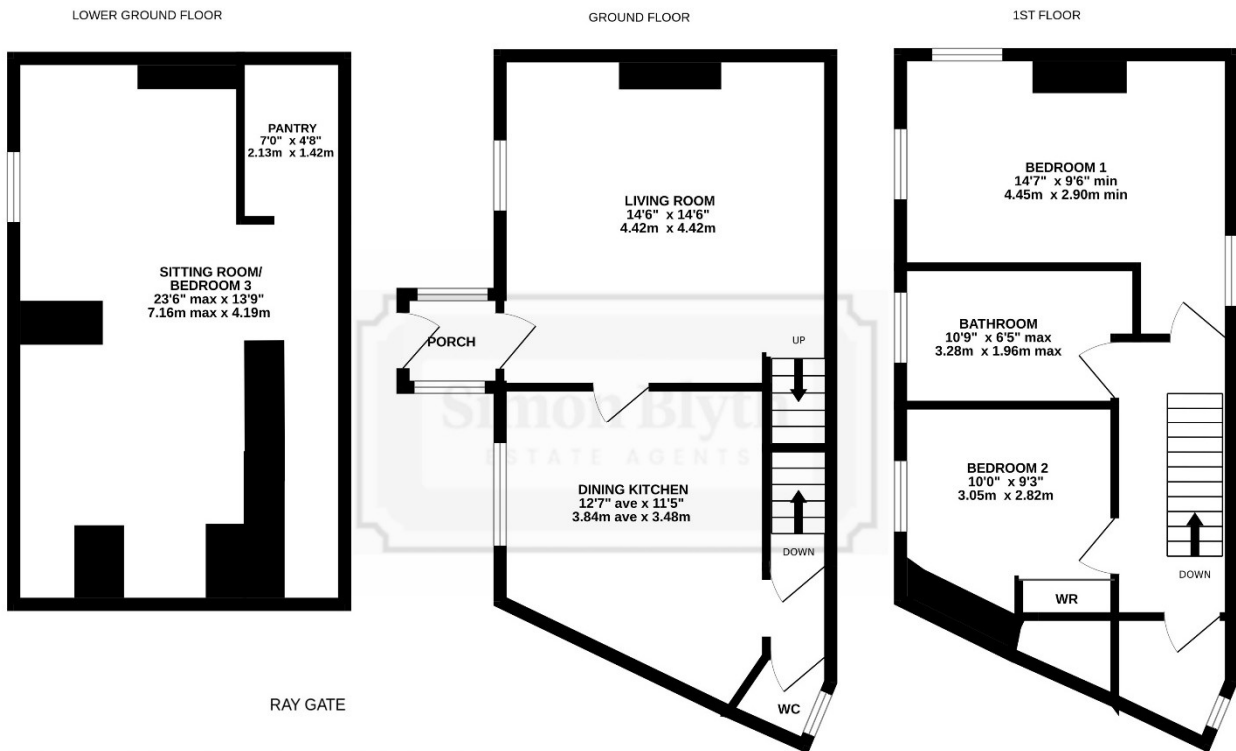 LOWER GROUND FLOOR
GROUND FLOOR
1ST FLOOR
PANTRY
7'0" x 4'8"
2.13m x 1.42m
SITTING ROOM/
BEDROOM 3
23'6" max x 13'9"
7.16m max x 4.19m
RAY GATE
LIVING ROOM
14'6" x 14'6"
4.42m x 4.42m
PORCH
UP
Simon Blyth
ESTATE AGENTS
DINING KITCHEN
12'7" ave x 11'5"
3.84m ave x 3.48m
DOWN
WC
BEDROOM 1
14'7" x 9'6" min
4.45m x 2.90m min
BATHROOM
10'9" x 6'5" max
3.28m x 1.96m max
BEDROOM 2
10'0" x 9'3"
3.05m x 2.82m
DOWN
WR